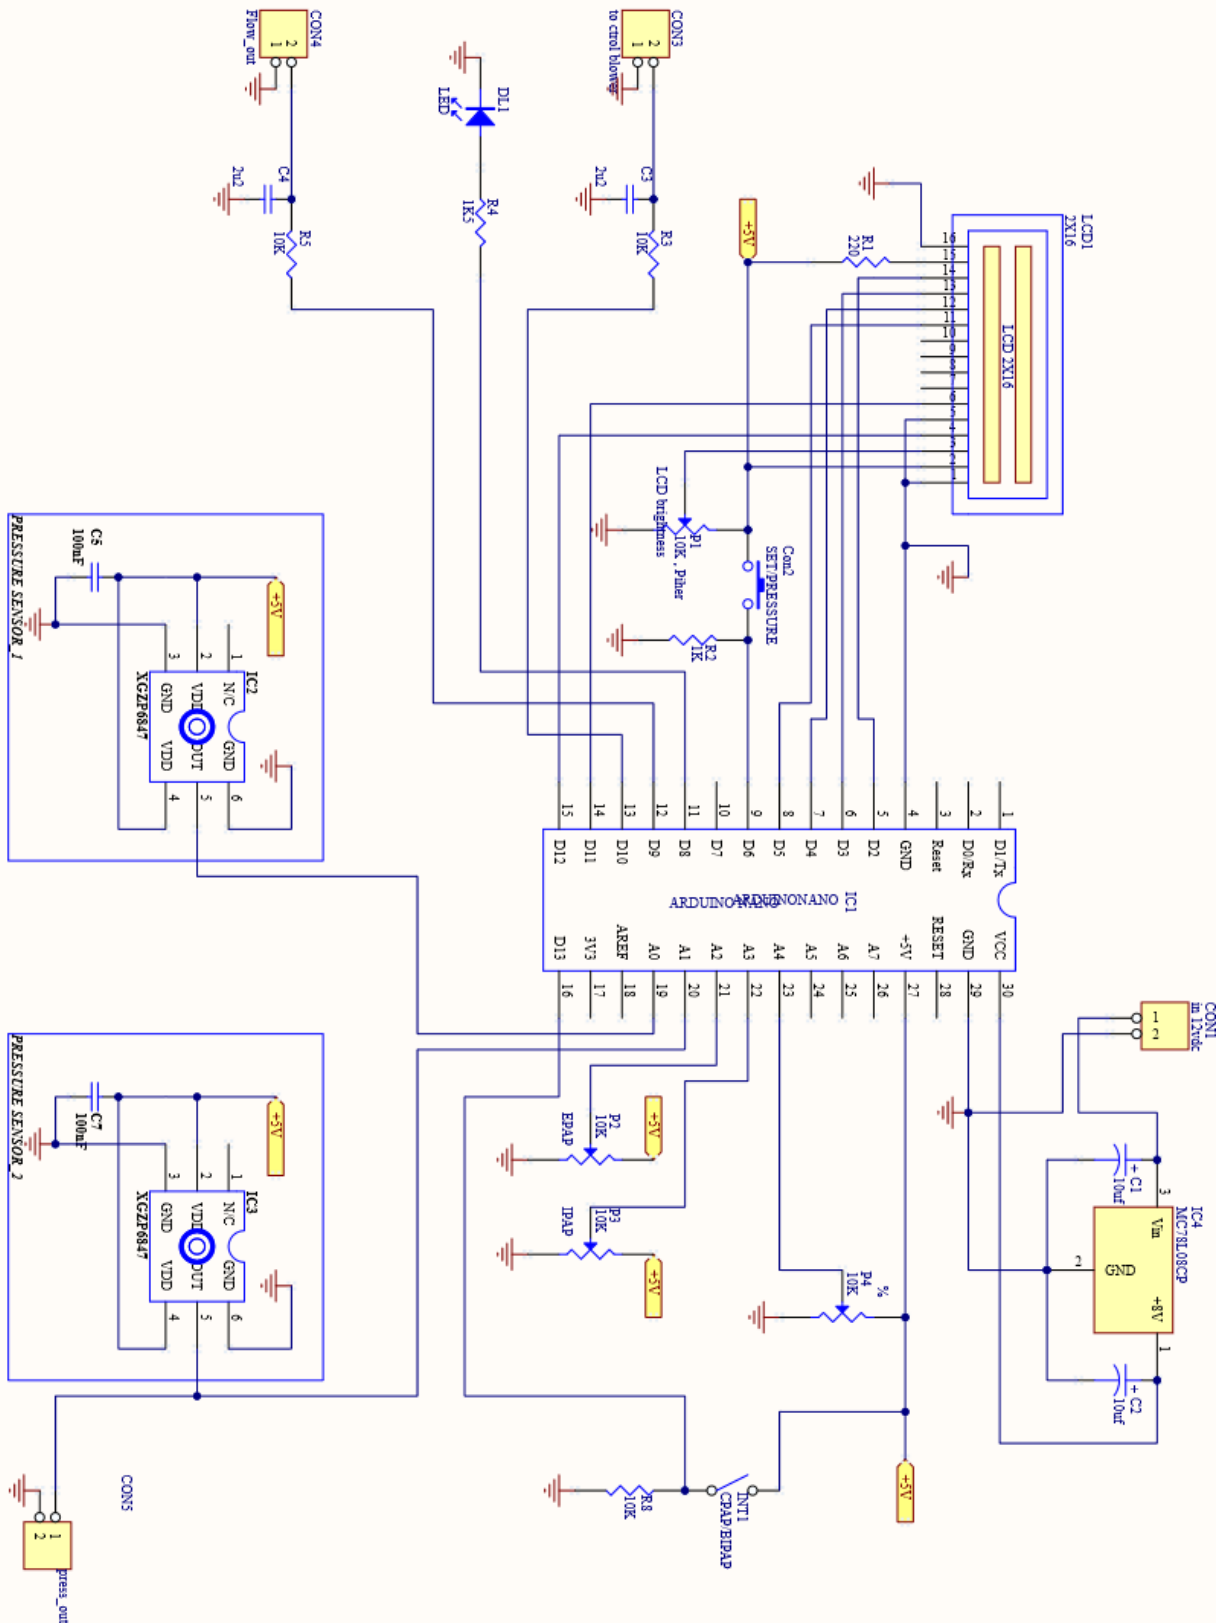 CON4
Flow_out
2
1
CON3
to ctrol blower
2
1
DL1
LED
C4
2u2
R5
10K
R4
1K5
C3
2u2
R3
10K
+5V
R1
220
LCD1
2X16
LCD 2X16
16
15
14
13
12
11
10
2
1
LCD brightness
P1
10K , Piher
Con2
SET/PRESSURE
R2
1K
PRESSURE SENSOR_1
C6
100nF
+5V
IC2
XGZP6847
3
2
1
GND
VDD
N/C
VDD
OUT
GND
4
5
6
15
14
13
12
11
10
9
8
7
6
5
4
3
2
1
D12
D11
D10
D9
D8
D7
D6
D5
D4
D3
D2
GND
Reset
D0/Rx
D1/Tx
ARDUINO NANO
ARDUINONANO
IC1
D13
3V3
AREF
A0
A1
A2
A3
A4
A5
A6
A7
+5V
RESET
GND
VCC
16
17
18
19
20
21
22
23
24
25
26
27
28
29
30
CON1
in 12vdc
1
2
PRESSURE SENSOR_2
C7
100nF
+5V
IC3
XGZP6847
3
2
1
GND
VDD
N/C
VDD
OUT
GND
4
5
6
P2
10K
EPAP
+5V
P3
10K
IPAP
+5V
%
P4
10K
+ C1
10uf
IC4
MC78L08CP
3
Vin
2
GND
+8V
1
+ C2
10uf
+5V
INT1
CPAP/BIPAP
R8
10K
CON5
1
2
press_out